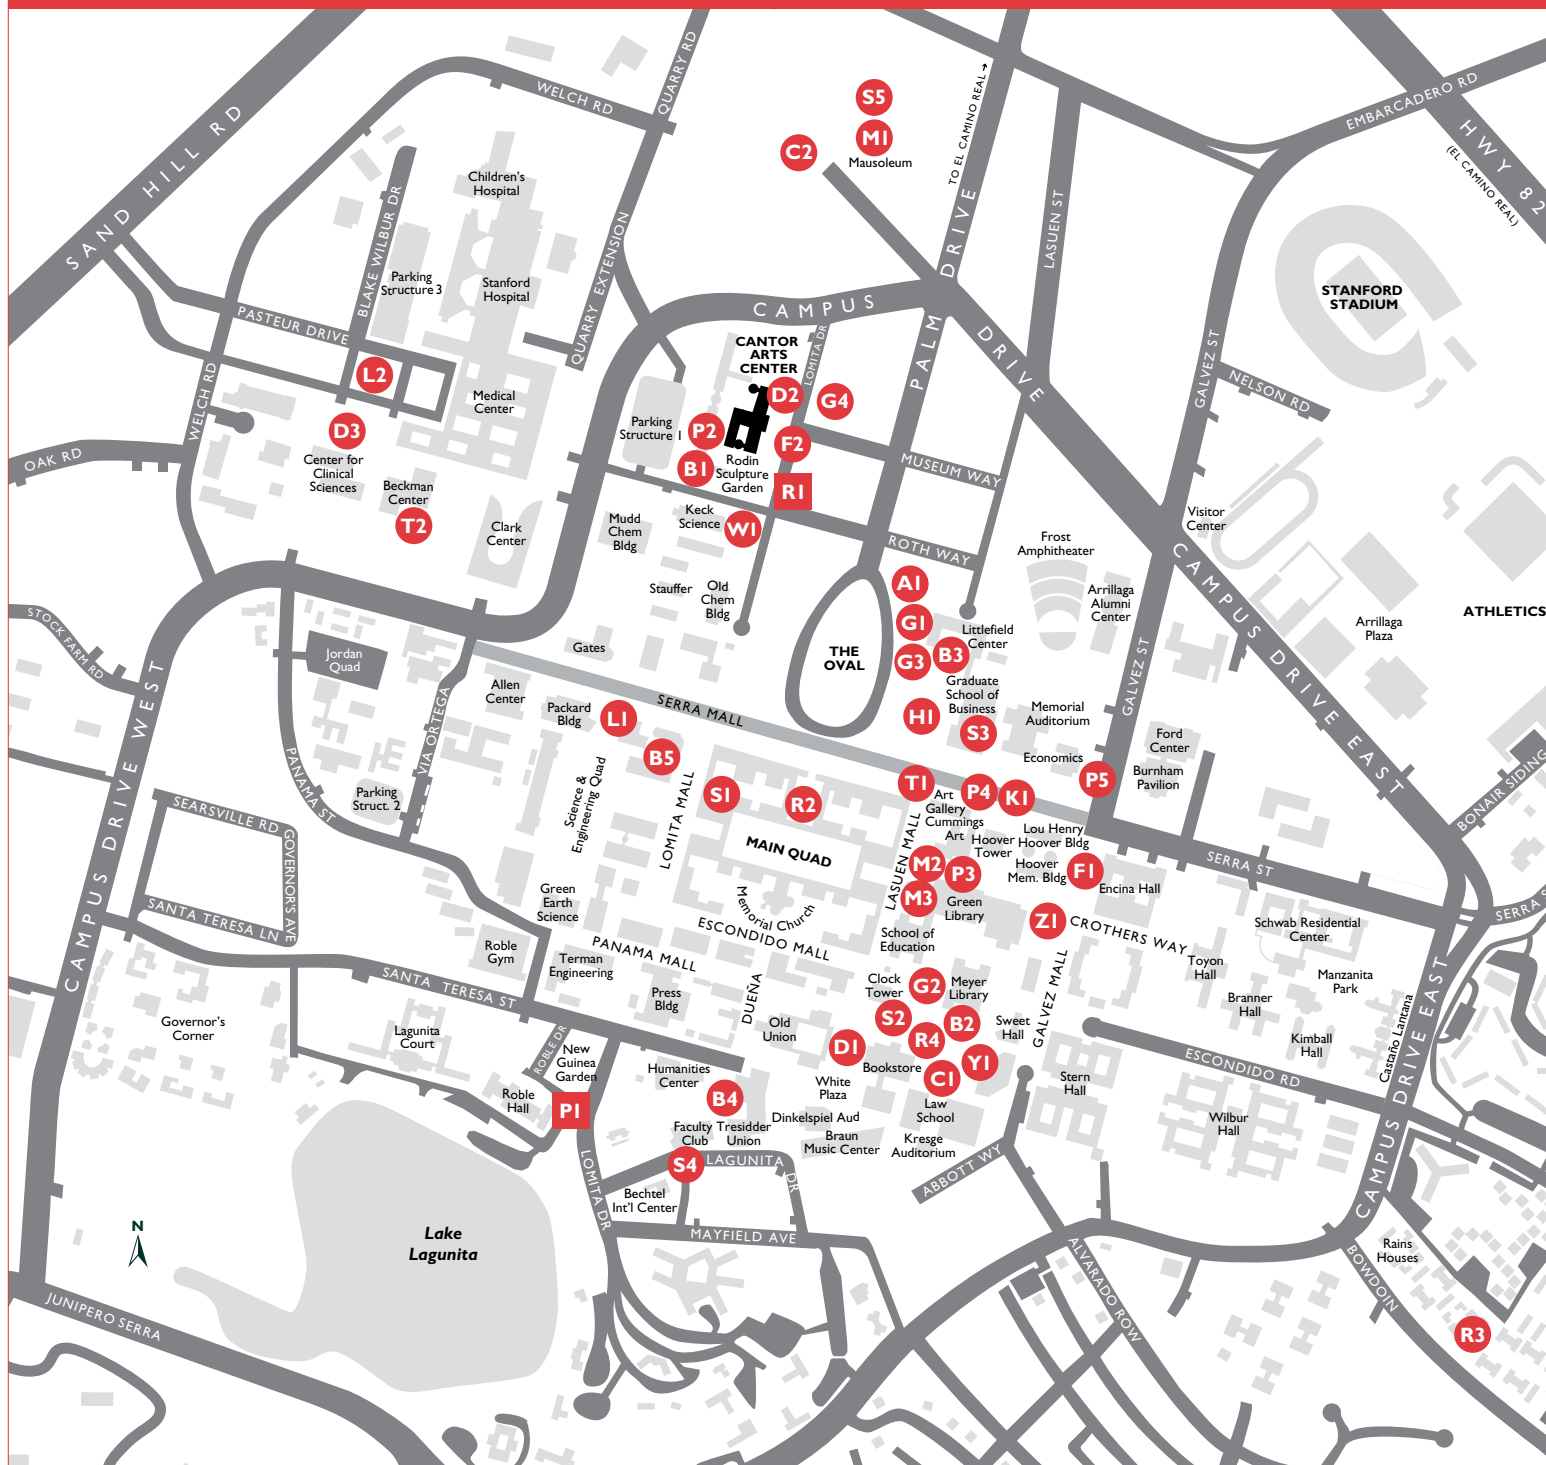 WELCH RD
QUARRY RD
S5
M1
Mausoleum
C2
TO EL CAMINO REAL →
EMBARCADERO RD
HWY 82
(EL CAMINO REAL)
SAND HILL RD
Children's
Hospital
BLAKE WILBUR DR
Parking
Structure 3
Stanford
Hospital
QUARRY EXTENSION
PALM DRIVE
LASUEN ST
STANFORD
STADIUM
PASTEUR DRIVE
CAMPUS DRIVE
CANTOR
ARTS
CENTER
LOMITA DR
GALVEZ ST
NELSON RD
WELCH RD
L2
D3
Center for
Clinical
Sciences
Medical
Center
Beckman
Center
T2
Clark
Center
OAK RD
Parking
Structure 1
P2
B1
D2
G4
F2
Rodin
Sculpture
Garden
R1
MUSEUM WAY
Keck
Science
W1
Mudd
Chem
Bldg
ROTH WAY
Visitor
Center
Frost
Amphitheater
Arrillaga
Alumni
Center
Stauffer
Old
Chem
Bldg
A1
G1
G3
B3
Littlefield
Center
Graduate
School of
Business
H1
S3
THE
OVAL
CAMPUS DRIVE EAST
Arrillaga
Plaza
ATHLETICS
STOCK FARM RD
Jordan
Quad
Gates
Allen
Center
Packard
Bldg
L1
B5
SERRA MALL
Memorial
Auditorium
Economics
GALVEZ ST
Ford
Center
Burnham
Pavilion
P5
CAMPUS DRIVE WEST
VIA ORTEGA
PANAMA ST
Parking
Struct. 2
Science &
Engineering Quad
LOMITA MALL
S1
R2
MAIN QUAD
T1
Art
Gallery
Cummings
Art
P4
K1
Lou Henry
Hoover Bldg
Hoover
Tower
Hoover
Mem. Bldg
F1
Encina Hall
LASUEN MALL
M2
P3
M3
Green
Library
School of
Education
SERRA ST
BONAIR SIDING
SEARSVILLE RD
GOVERNOR'S AVE
SANTA TERESA LN
Green
Earth
Science
Memorial Church
ESCONDIDO MALL
Z1
CROTHERS WAY
Schwab Residential
Center
SERRA S
Roble
Gym
Terman
Engineering
PANAMA MALL
Press
Bldg
DUEÑA
Clock
Tower
G2
Meyer
Library
GALVEZ MALL
Toyon
Hall
Branner
Hall
Manzanita
Park
Castaño
Lantana
SANTA TERESA ST
Governor's
Corner
Lagunita
Court
ROBLE DR
New
Guinea
Garden
Roble
Hall
P1
Old
Union
S2
B2
R4
D1
Bookstore
Y1
C1
White
Plaza
Law
School
Sweet
Hall
Kimball
Hall
ESCONDIDO RD
Stern
Hall
Wilbur
Hall
Humanities
Center
B4
Faculty
Club
Tresidder
Union
Dinkelspiel Aud
Braun
Music Center
Kresge
Auditorium
ABBOTT WY
S4
LAGUNITA DR
LOMITA DR
Bechtel
Int'l Center
MAYFIELD AVE
Lake
Lagunita
N
JUNIPERO SERRA
ALVARADO ROW
CAMPUS DRIVE EAST
BOWDOIN
Rains
Houses
R3